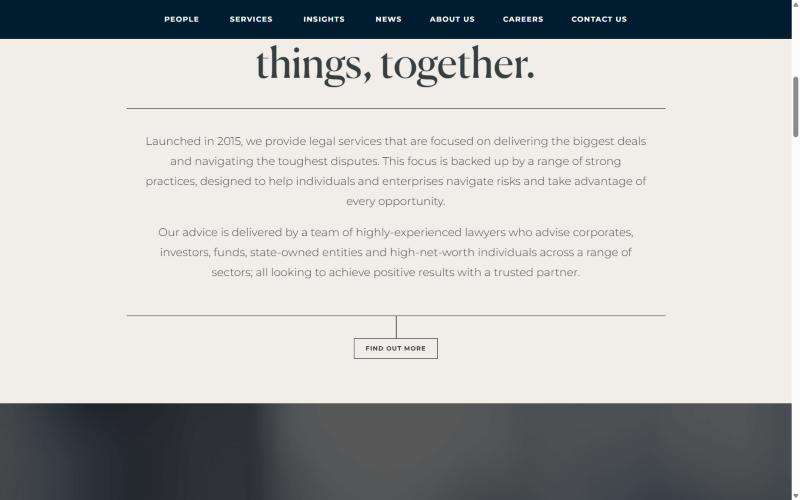 PEOPLE SERVICES INSIGHTS NEWS ABOUT US CAREERS CONTACT US
things, together.
Launched in 2015, we provide legal services that are focused on delivering the biggest deals
and navigating the toughest disputes. This focus is backed up by a range of strong
practices, designed to help individuals and enterprises navigate risks and take advantage of
every opportunity.
Our advice is delivered by a team of highly-experienced lawyers who advise corporates,
investors, funds, state-owned entities and high-net-worth individuals across a range of
sectors; all looking to achieve positive results with a trusted partner.
FIND OUT MORE